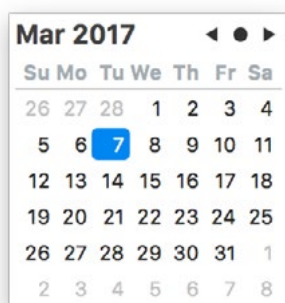 Mar 2017
Su Mo Tu We Th Fr Sa
26 27 28 1 2 3 4
5 6 7 8 9 10 11
12 13 14 15 16 17 18
19 20 21 22 23 24 25
26 27 28 29 30 31 1
2 3 4 5 6 7 8